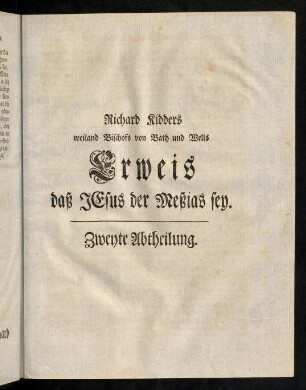 Richard Kidders
weiland Bischofs von Bath und Wells
Erweis
daß JEsus der Meßias sey.
Zweyte Abtheilung.